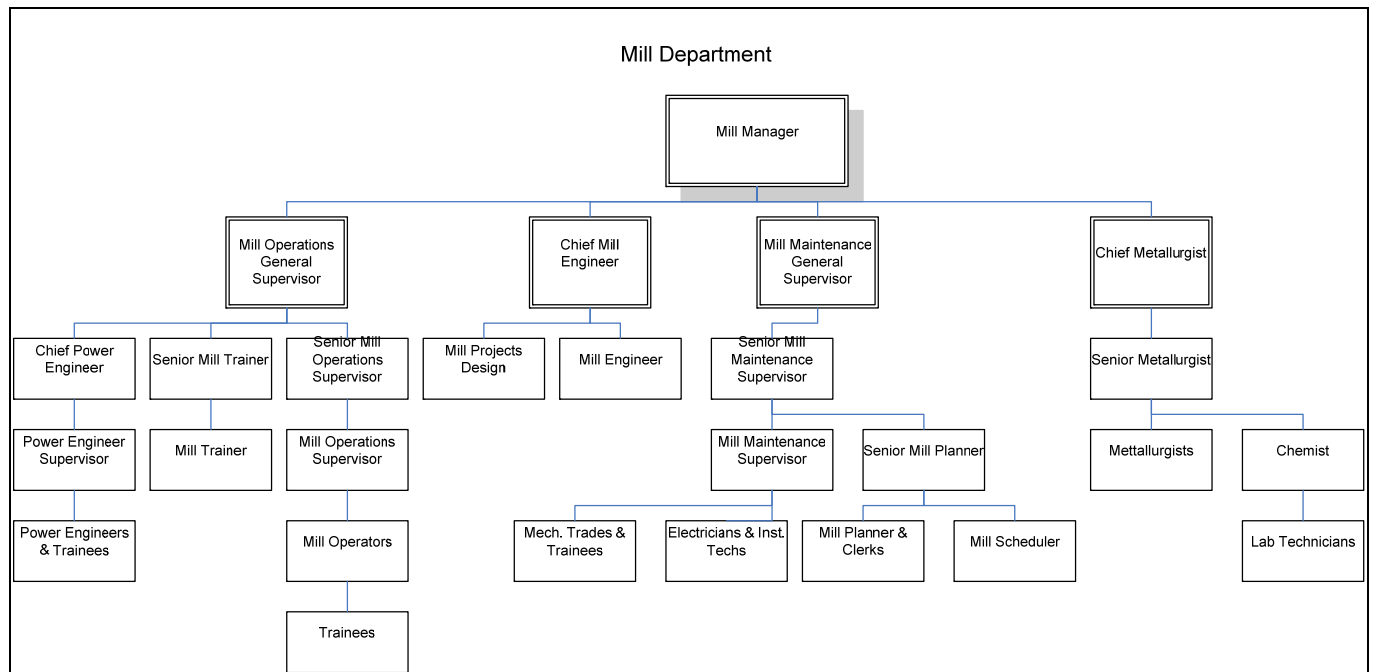 Mill Department
Mill Manager
Mill Operations
General
Supervisor
Chief Mill
Engineer
Mill Maintenance
General
Supervisor
Chief Metallurgist
Chief Power
Engineer
Senior Mill Trainer
Senior Mill
Operations
Supervisor
Mill Projects
Design
Mill Engineer
Senior Mill
Maintenance
Supervisor
Senior Metallurgist
Power Engineer
Supervisor
Mill Trainer
Mill Operations
Supervisor
Mill Maintenance
Supervisor
Senior Mill Planner
Mettallurgists
Chemist
Power Engineers
& Trainees
Mill Operators
Mech. Trades &
Trainees
Electricians & Inst.
Techs
Mill Planner &
Clerks
Mill Scheduler
Lab Technicians
Trainees